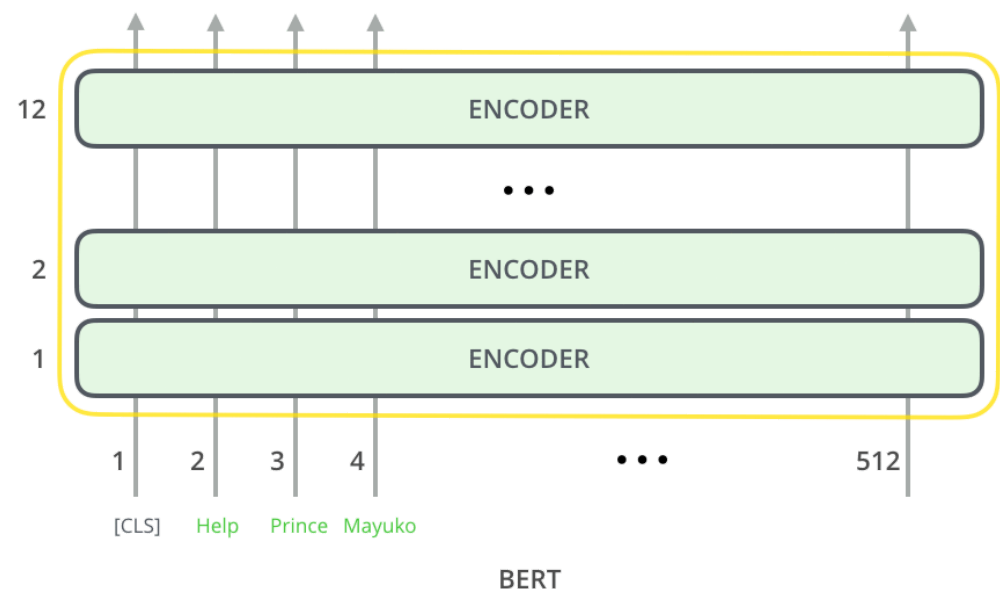 12 ENCODER
...
2 ENCODER
1 ENCODER
1 2 3 4 ... 512
[CLS] Help Prince Mayuko
BERT